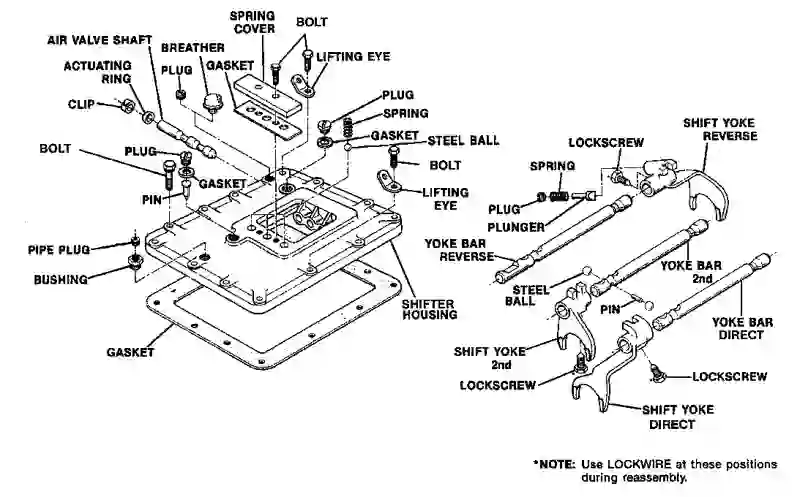 SPRING
COVER
BOLT
AIR VALVE SHAFT
BREATHER
LIFTING EYE
ACTUATING
RING
PLUG
GASKET
PLUG
CLIP
SPRING
GASKET
STEEL BALL
BOLT
PLUG
BOLT
GASKET
PIN
LIFTING
EYE
PIPE PLUG
BUSHING
SHIFTER
HOUSING
GASKET
SHIFT YOKE
REVERSE
LOCKSCREW
SPRING
PLUG
PLUNGER
YOKE BAR
REVERSE
YOKE BAR
2nd
STEEL
BALL
PIN
YOKE BAR
DIRECT
SHIFT YOKE
2nd
LOCKSCREW
LOCKSCREW
SHIFT YOKE
DIRECT
*NOTE: Use LOCKWIRE at these positions
during reassembly.